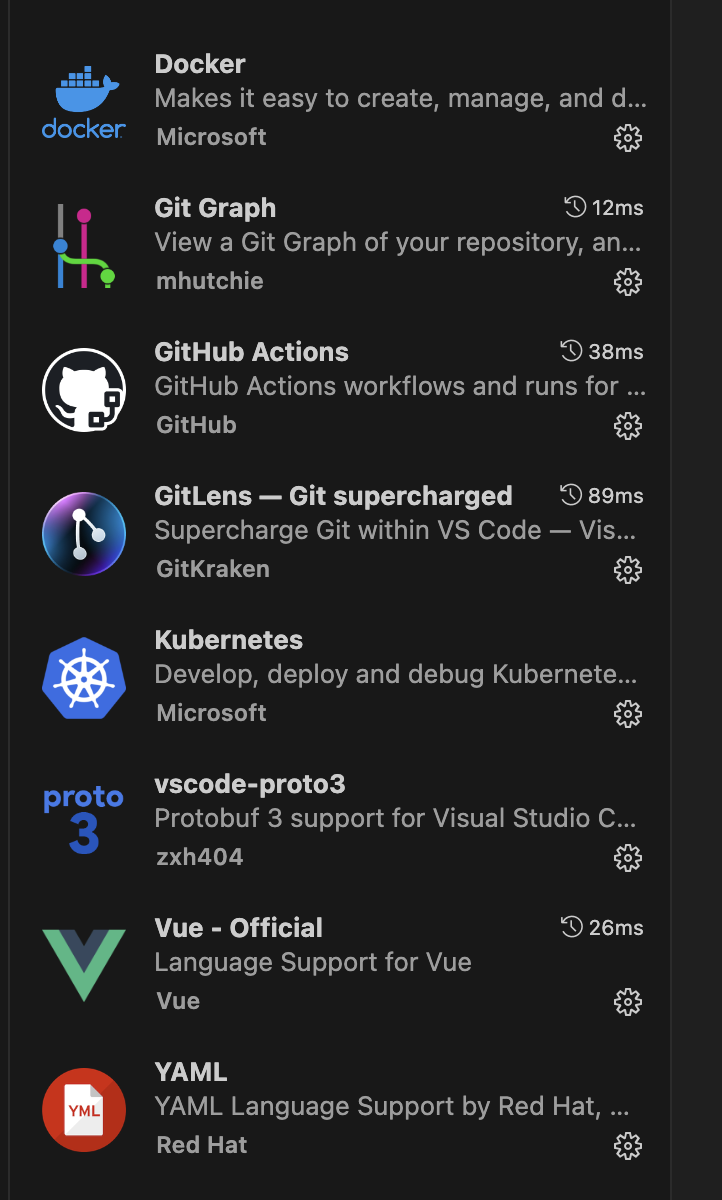 Docker
Makes it easy to create, manage, and d...
docker
Microsoft
Git Graph 12ms
View a Git Graph of your repository, an...
mhutchie
GitHub Actions 38ms
GitHub Actions workflows and runs for ...
GitHub
GitLens — Git supercharged 89ms
Supercharge Git within VS Code — Vis...
GitKraken
Kubernetes
Develop, deploy and debug Kubernete...
Microsoft
proto
3
vscode-proto3
Protobuf 3 support for Visual Studio C...
zxh404
Vue - Official 26ms
Language Support for Vue
Vue
YAML
YML
YAML Language Support by Red Hat, ...
Red Hat